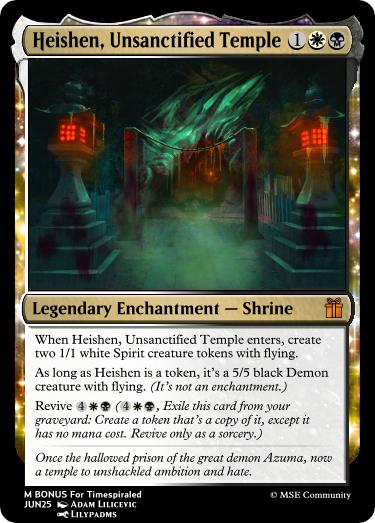 Heishen, Unsanctified Temple 1
Legendary Enchantment — Shrine
When Heishen, Unsanctified Temple enters, create
two 1/1 white Spirit creature tokens with flying.
As long as Heishen is a token, it's a 5/5 black Demon
creature with flying. (It's not an enchantment.)
Revive 4 (4, Exile this card from your
graveyard: Create a token that's a copy of it, except it
has no mana cost. Revive only as a sorcery.)
Once the hallowed prison of the great demon Azuma, now
a temple to unshackled ambition and hate.
M BONUS For Timespiraled
JUN25 Adam Lilicevic
Lilypadms
© MSE Community